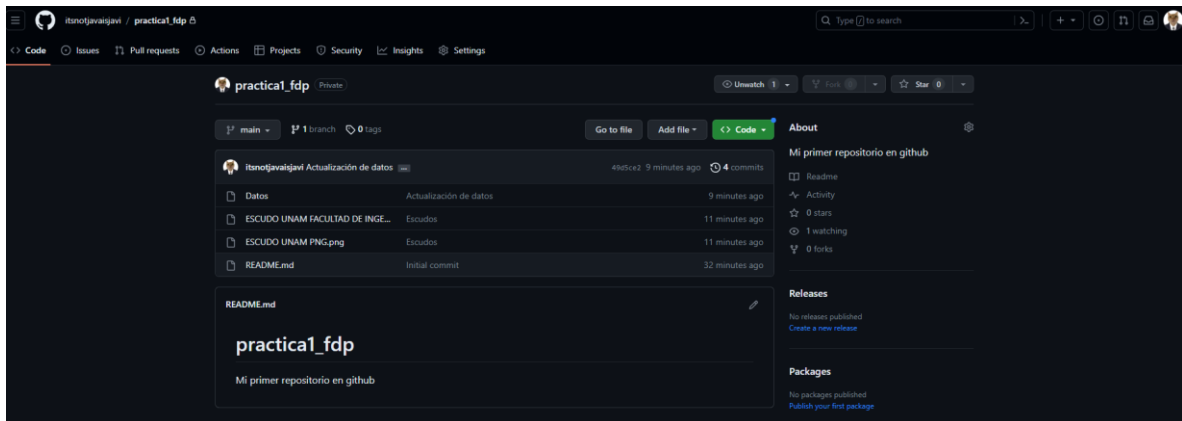 itsnotjavaisjavi / practica1_fdp
Type / to search
Code Issues Pull requests Actions Projects Security Insights Settings
practica1_fdp Private
Unwatch 1 Fork 0 Star 0
main 1 branch 0 tags Go to file Add file Code
itsnotjavaisjavi Actualización de datos ... 49d5ce2 9 minutes ago 4 commits
Datos Actualización de datos 9 minutes ago
ESCUDO UNAM FACULTAD DE INGE... Escudos 11 minutes ago
ESCUDO UNAM PNG.png Escudos 11 minutes ago
README.md Initial commit 32 minutes ago
README.md
practica1_fdp
Mi primer repositorio en github
About
Mi primer repositorio en github
Readme
Activity
0 stars
1 watching
0 forks
Releases
No releases published
Create a new release
Packages
No packages published
Publish your first package